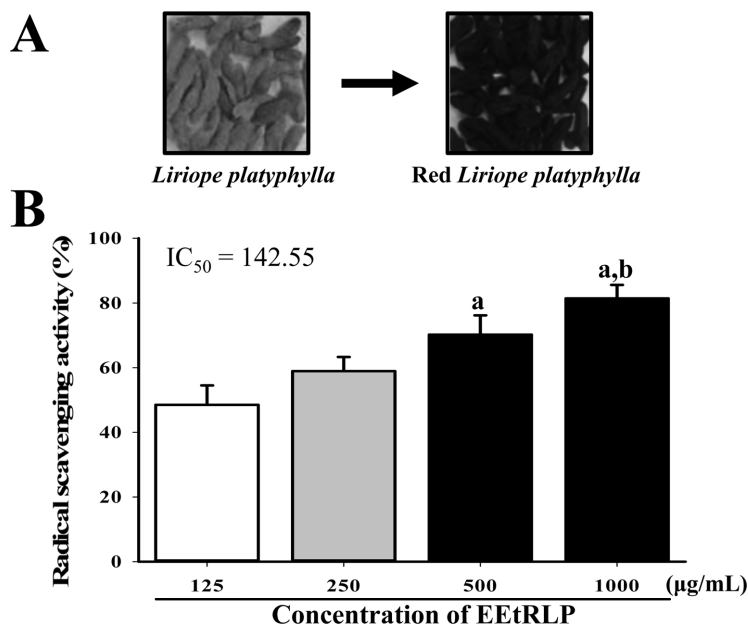 A
Liriope platyphylla
Red Liriope platyphylla
B
Radical scavenging activity (%)
100
80
60
40
20
0
IC50 = 142.55
a
a,b
125 250 500 1000 (μg/mL)
Concentration of EEtRLP